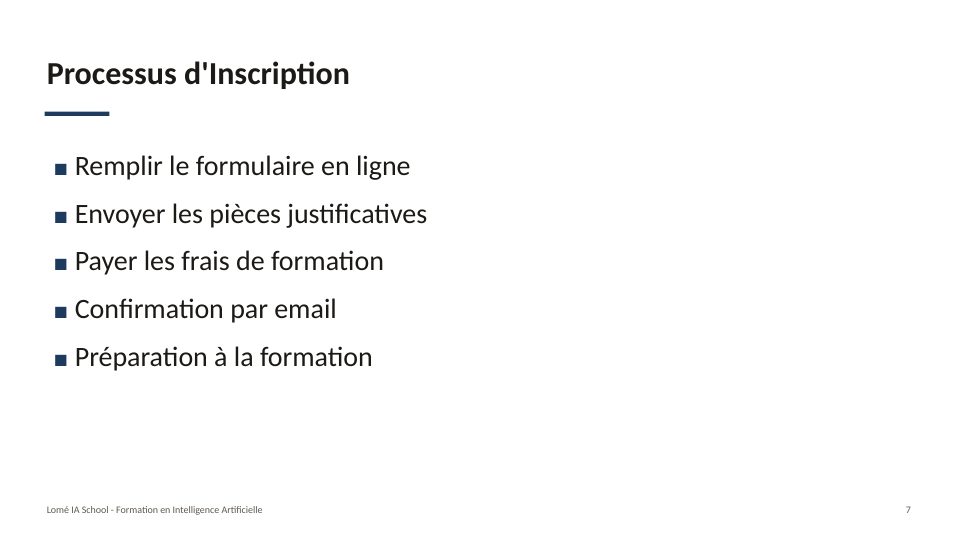 Processus d'Inscription
▪ Remplir le formulaire en ligne
▪ Envoyer les pièces justificatives
▪ Payer les frais de formation
▪ Confirmation par email
▪ Préparation à la formation
Lomé IA School - Formation en Intelligence Artificielle
7